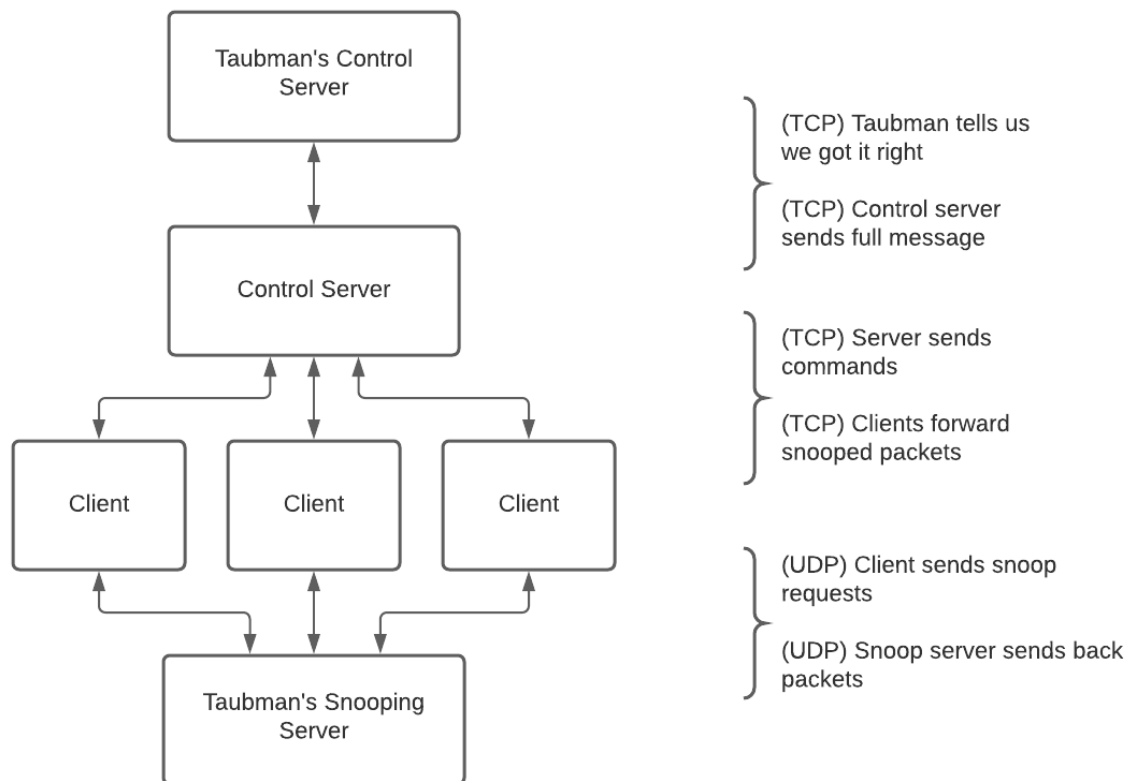 Taubman's Control
Server
(TCP) Taubman tells us
we got it right
(TCP) Control server
sends full message
Control Server
(TCP) Server sends
commands
(TCP) Clients forward
snooped packets
Client
Client
Client
(UDP) Client sends snoop
requests
(UDP) Snoop server sends back
packets
Taubman's Snooping
Server